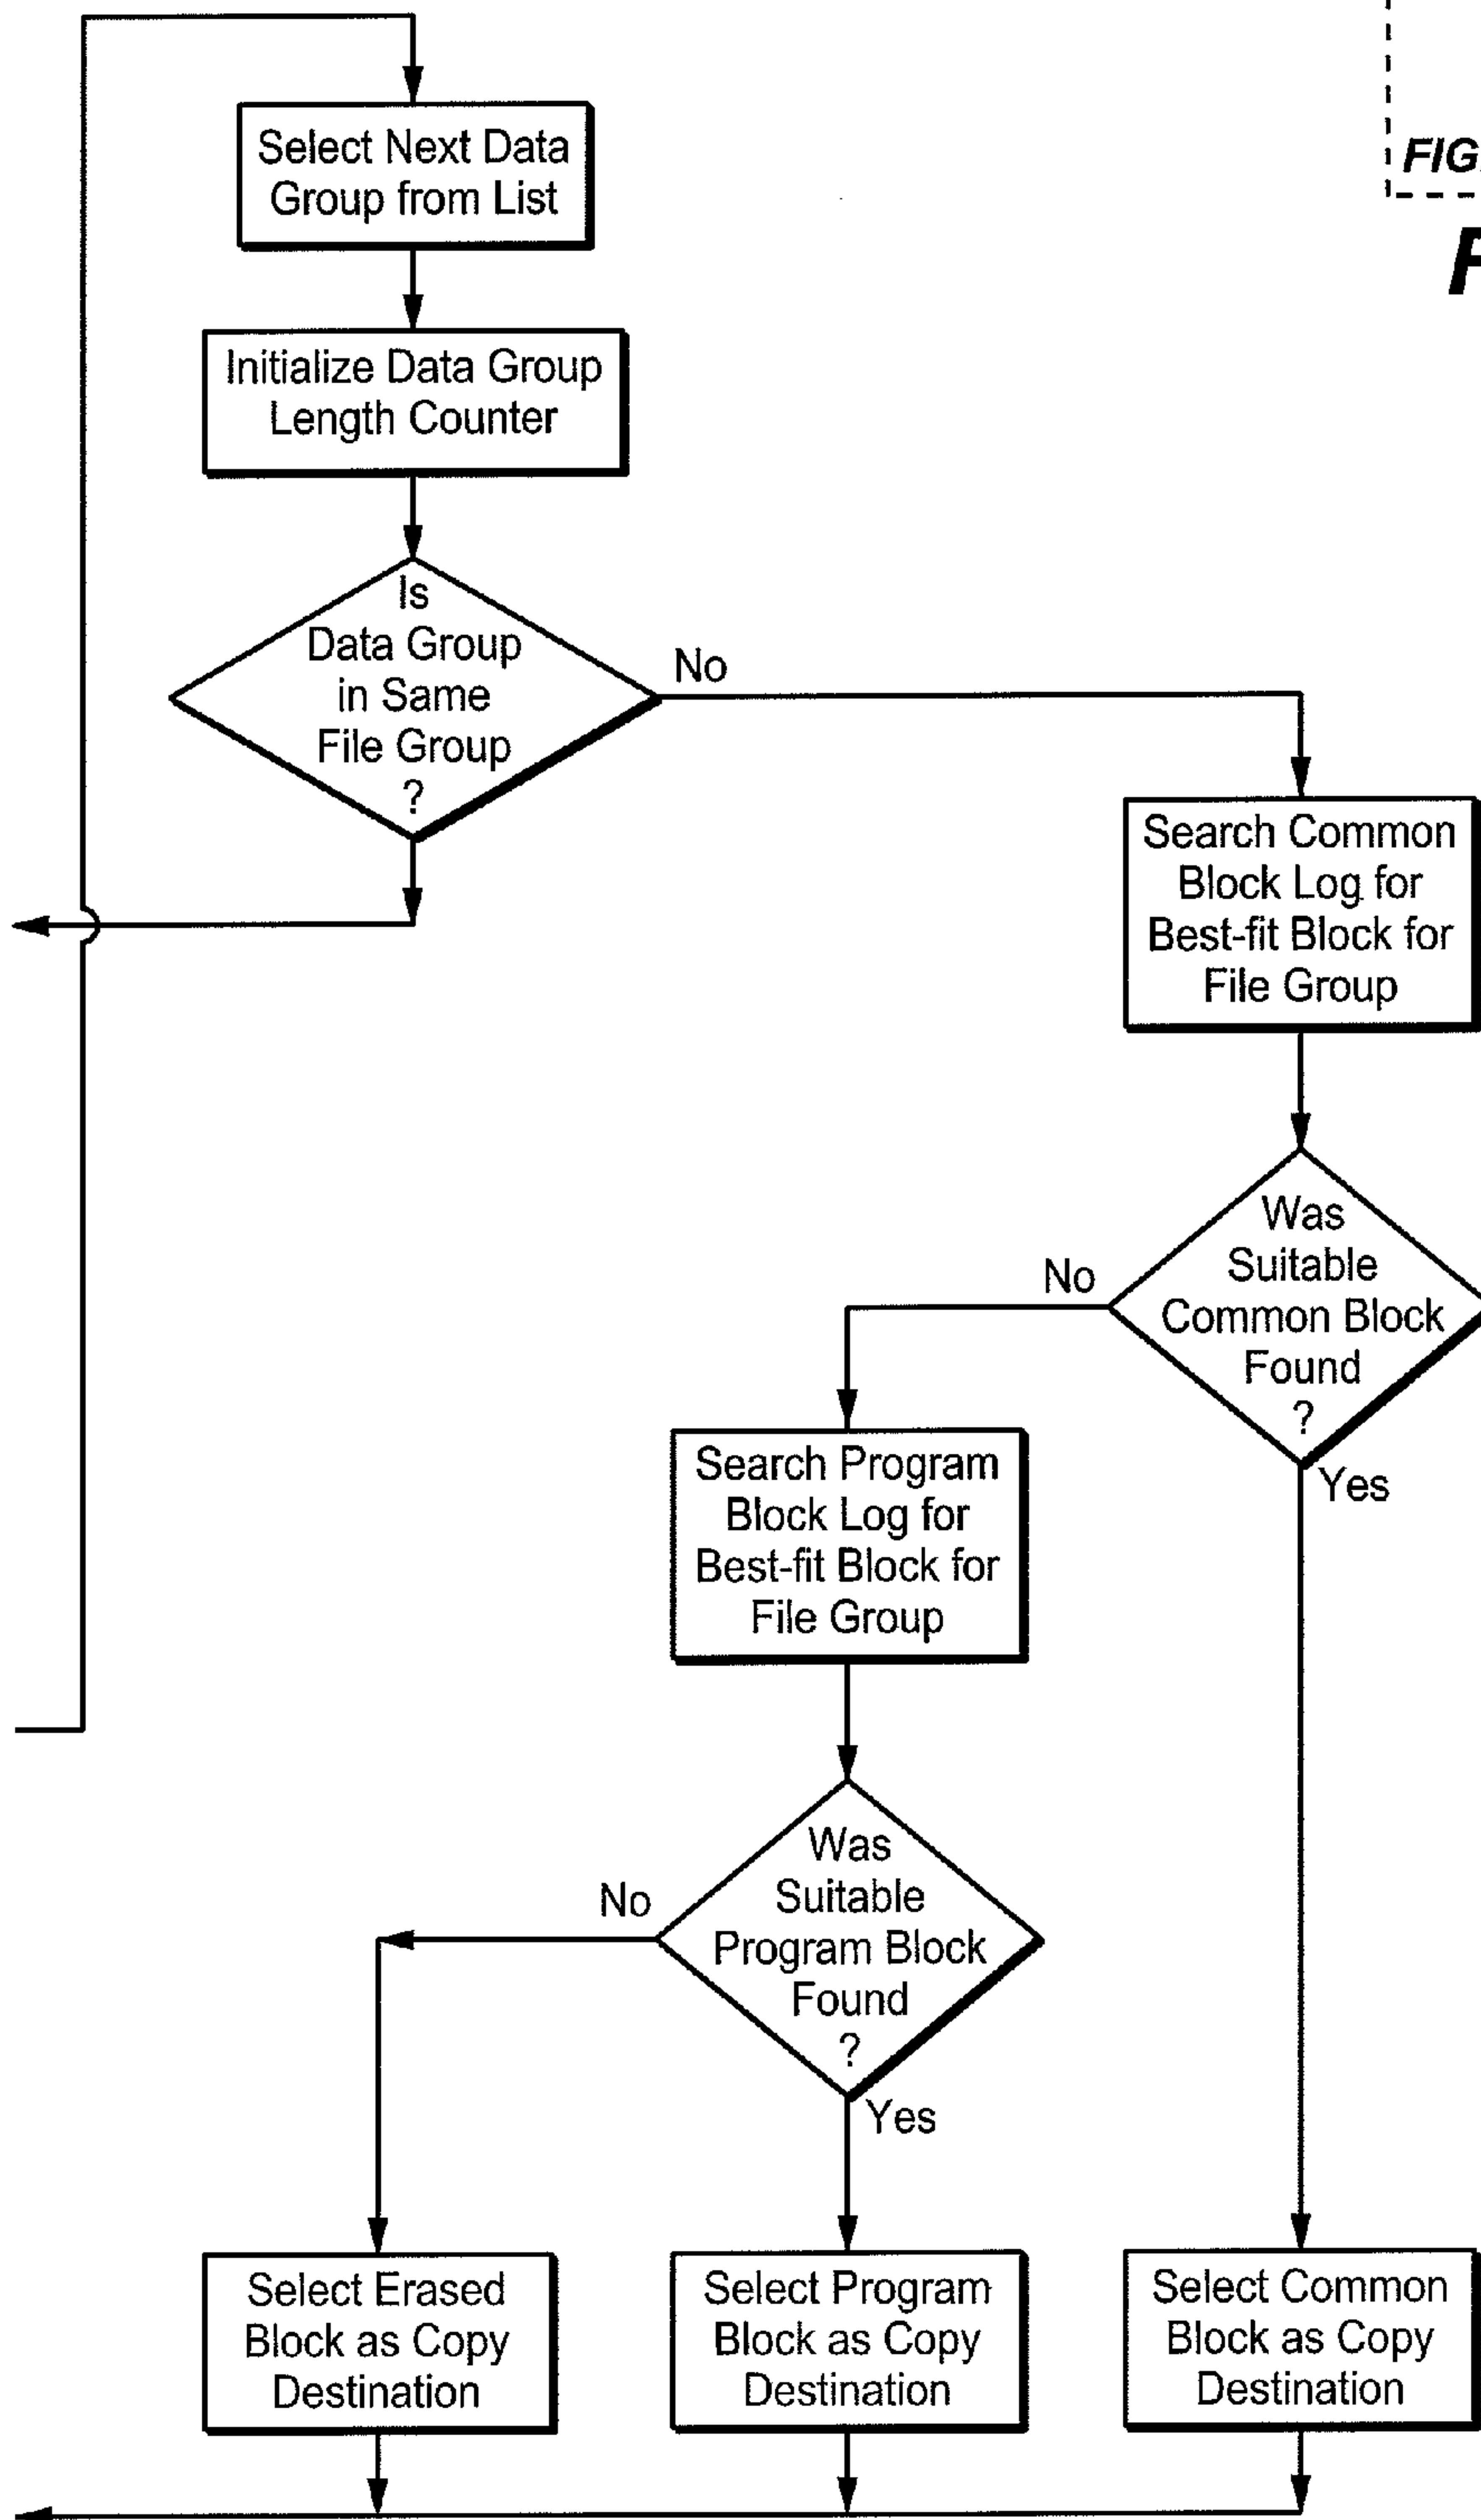 FIG.
Select Next Data
Group from List
Initialize Data Group
Length Counter
Is
Data Group
in Same
File Group
?
No
Search Common
Block Log for
Best-fit Block for
File Group
Was
Suitable
Common Block
Found
?
No
Yes
Search Program
Block Log for
Best-fit Block for
File Group
Was
Suitable
Program Block
Found
?
No
Yes
Select Erased
Block as Copy
Destination
Select Program
Block as Copy
Destination
Select Common
Block as Copy
Destination